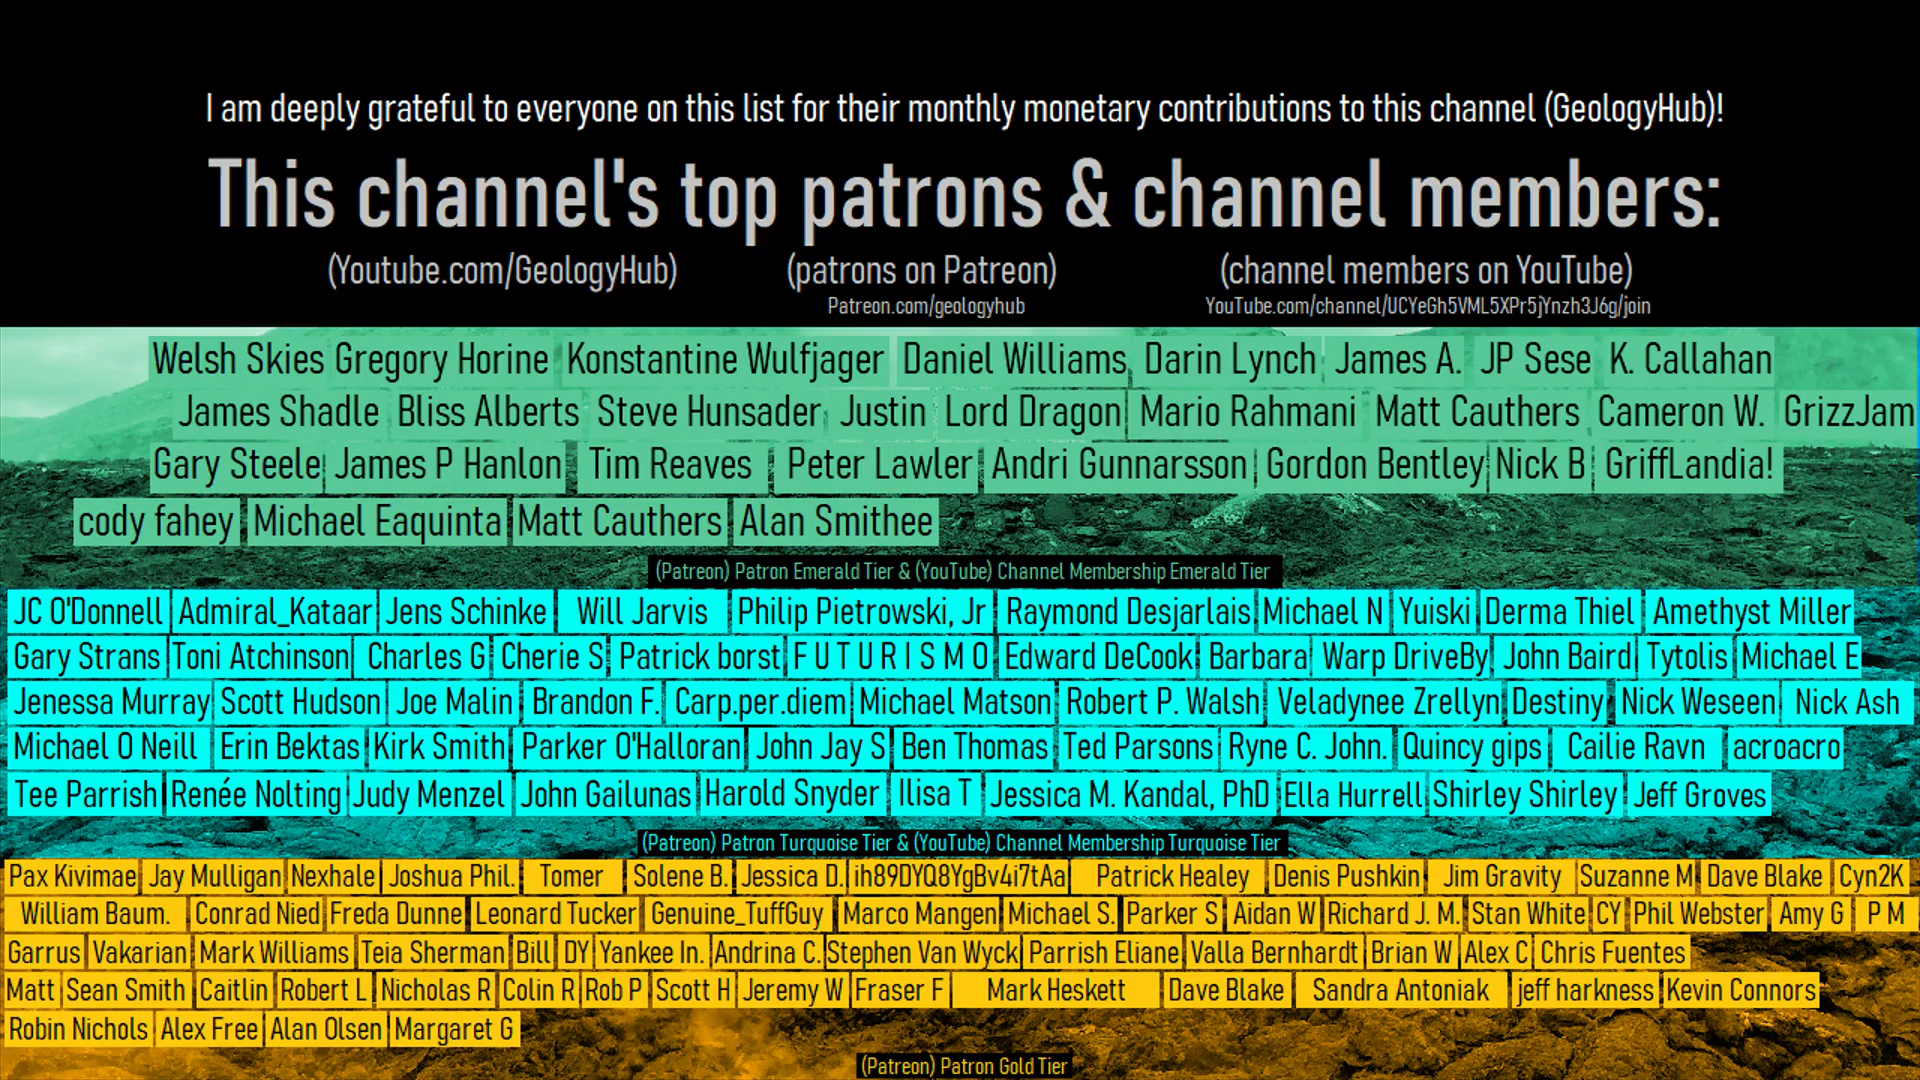 I am deeply grateful to everyone on this list for their monthly monetary contributions to this channel (GeologyHub)!
This channel's top patrons & channel members:
(Youtube.com/GeologyHub) (patrons on Patreon) (channel members on YouTube)
Patreon.com/geologyhub YouTube.com/channel/UCYeGh5VML5XPr5jYnzh3J6g/join
Welsh Skies Gregory Horine Konstantine Wulfjager Daniel Williams Darin Lynch James A. JP Sese K. Callahan
James Shadle Bliss Alberts Steve Hunsader Justin Lord Dragon Mario Rahmani Matt Cauthers Cameron W. GrizzJam
Gary Steele James P Hanlon Tim Reaves Peter Lawler Andri Gunnarsson Gordon Bentley Nick B GriffLandia!
cody fahey Michael Eaquinta Matt Cauthers Alan Smithee
(Patreon) Patron Emerald Tier & (YouTube) Channel Membership Emerald Tier
JC O'Donnell Admiral_Kataar Jens Schinke Will Jarvis Philip Pietrowski, Jr Raymond Desjarlais Michael N Yuiski Derma Thiel Amethyst Miller
Gary Strans Toni Atchinson Charles G Cherie S Patrick borst F U T U R I S M O Edward DeCook Barbara Warp DriveBy John Baird Tytolis Michael E
Jenessa Murray Scott Hudson Joe Malin Brandon F. Carp.per.diem Michael Matson Robert P. Walsh Veladynee Zrellyn Destiny Nick Weseen Nick Ash
Michael O Neill Erin Bektas Kirk Smith Parker O'Halloran John Jay S Ben Thomas Ted Parsons Ryne C. John. Quincy gips Cailie Ravn acroacro
Tee Parrish Renée Nolting Judy Menzel John Gailunas Harold Snyder Ilisa T Jessica M. Kandal, PhD Ella Hurrell Shirley Shirley Jeff Groves
(Patreon) Patron Turquoise Tier & (YouTube) Channel Membership Turquoise Tier
Pax Kivimae Jay Mulligan Nexhale Joshua Phil. Tomer Solene B. Jessica D. ih89DYQ8YgBv4i7tAa Patrick Healey Denis Pushkin Jim Gravity Suzanne M Dave Blake Cyn2K
William Baum. Conrad Nied Freda Dunne Leonard Tucker Genuine_TuffGuy Marco Mangen Michael S. Parker S Aidan W Richard J. M. Stan White CY Phil Webster Amy G P M
Garrus Vakarian Mark Williams Teia Sherman Bill DY Yankee In. Andrina C. Stephen Van Wyck Parrish Eliane Valla Bernhardt Brian W Alex C Chris Fuentes
Matt Sean Smith Caitlin Robert L Nicholas R Colin R Rob P Scott H Jeremy W Fraser F Mark Heskett Dave Blake Sandra Antoniak jeff harkness Kevin Connors
Robin Nichols Alex Free Alan Olsen Margaret G
(Patreon) Patron Gold Tier